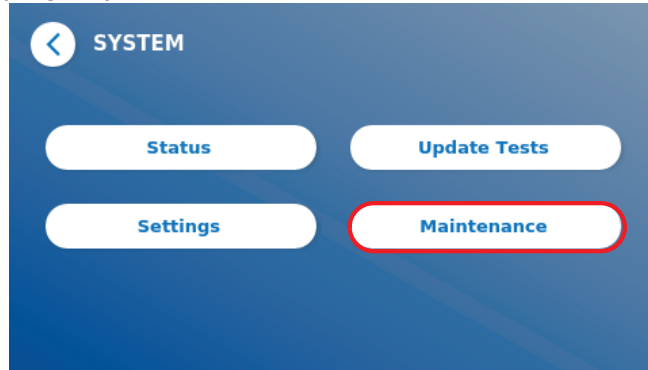 SYSTEM
Status
Update Tests
Settings
Maintenance